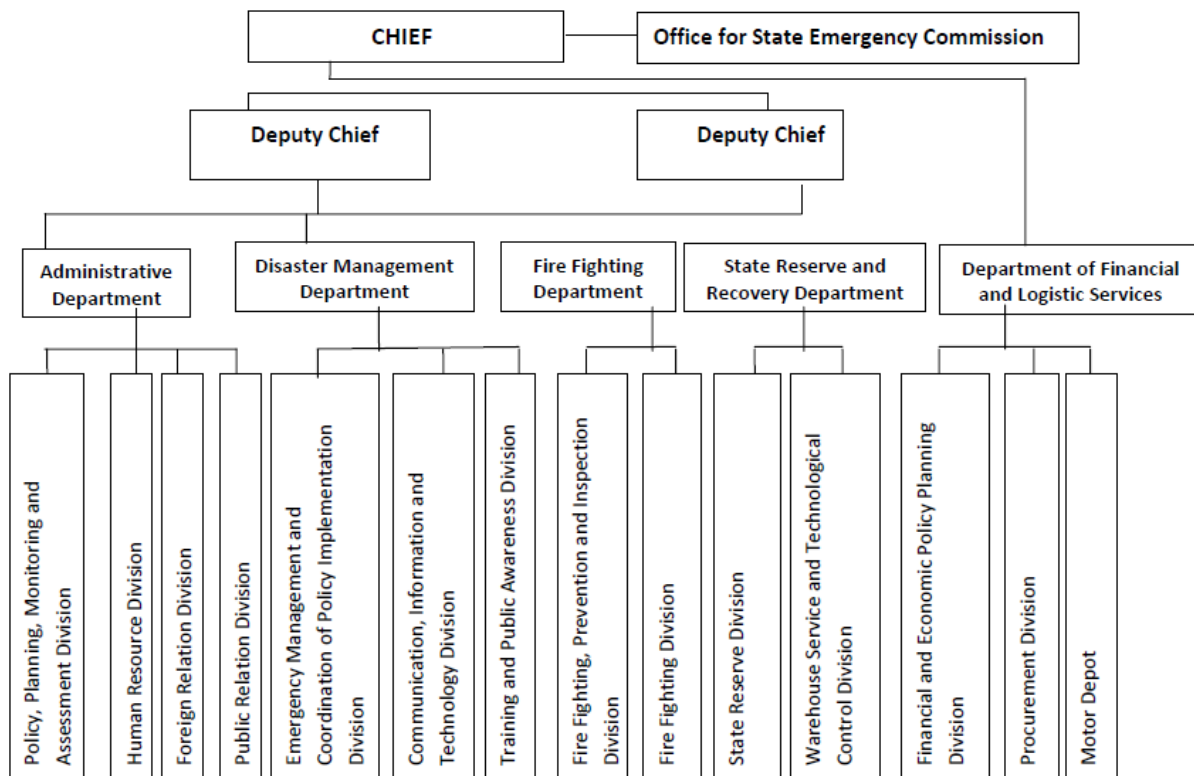 CHIEF
Office for State Emergency Commission
Deputy Chief
Deputy Chief
Administrative
Department
Disaster Management
Department
Fire Fighting
Department
State Reserve and
Recovery Department
Department of Financial
and Logistic Services
Policy, Planning, Monitoring and
Assessment Division
Human Resource Division
Foreign Relation Division
Public Relation Division
Emergency Management and
Coordination of Policy Implementation
Division
Communication, Information and
Technology Division
Training and Public Awareness Division
Fire Fighting, Prevention and Inspection
Division
Fire Fighting Division
State Reserve Division
Warehouse Service and Technological
Control Division
Financial and Economic Policy Planning
Division
Procurement Division
Motor Depot